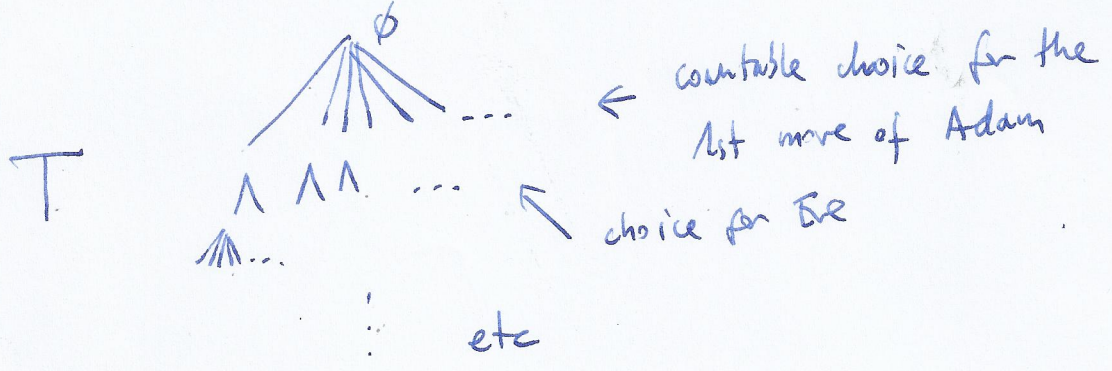 ∅
← countable choice for the
1st move of Adam
T
...
...
choice for Eve
...
⋮ etc